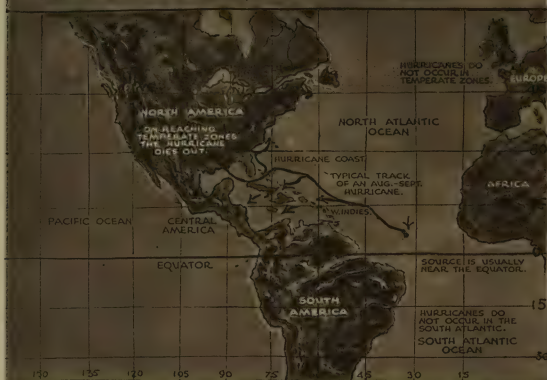 HURRICANES DO
NOT OCCUR IN
TEMPERATE ZONES.
EUROPE
NORTH AMERICA
ON REACHING
TEMPERATE ZONES
THE HURRICANE
DIES OUT.
NORTH ATLANTIC
OCEAN
HURRICANE COAST.
TYPICAL TRACK
OF AN AUG.-SEPT.
HURRICANE.
AFRICA
W. INDIES.
PACIFIC OCEAN
CENTRAL
AMERICA
EQUATOR
SOURCE IS USUALLY
NEAR THE EQUATOR.
SOUTH
AMERICA
HURRICANES DO
NOT OCCUR IN THE
SOUTH ATLANTIC.
SOUTH ATLANTIC
OCEAN
150 135 120 105 90 75 45 30 15